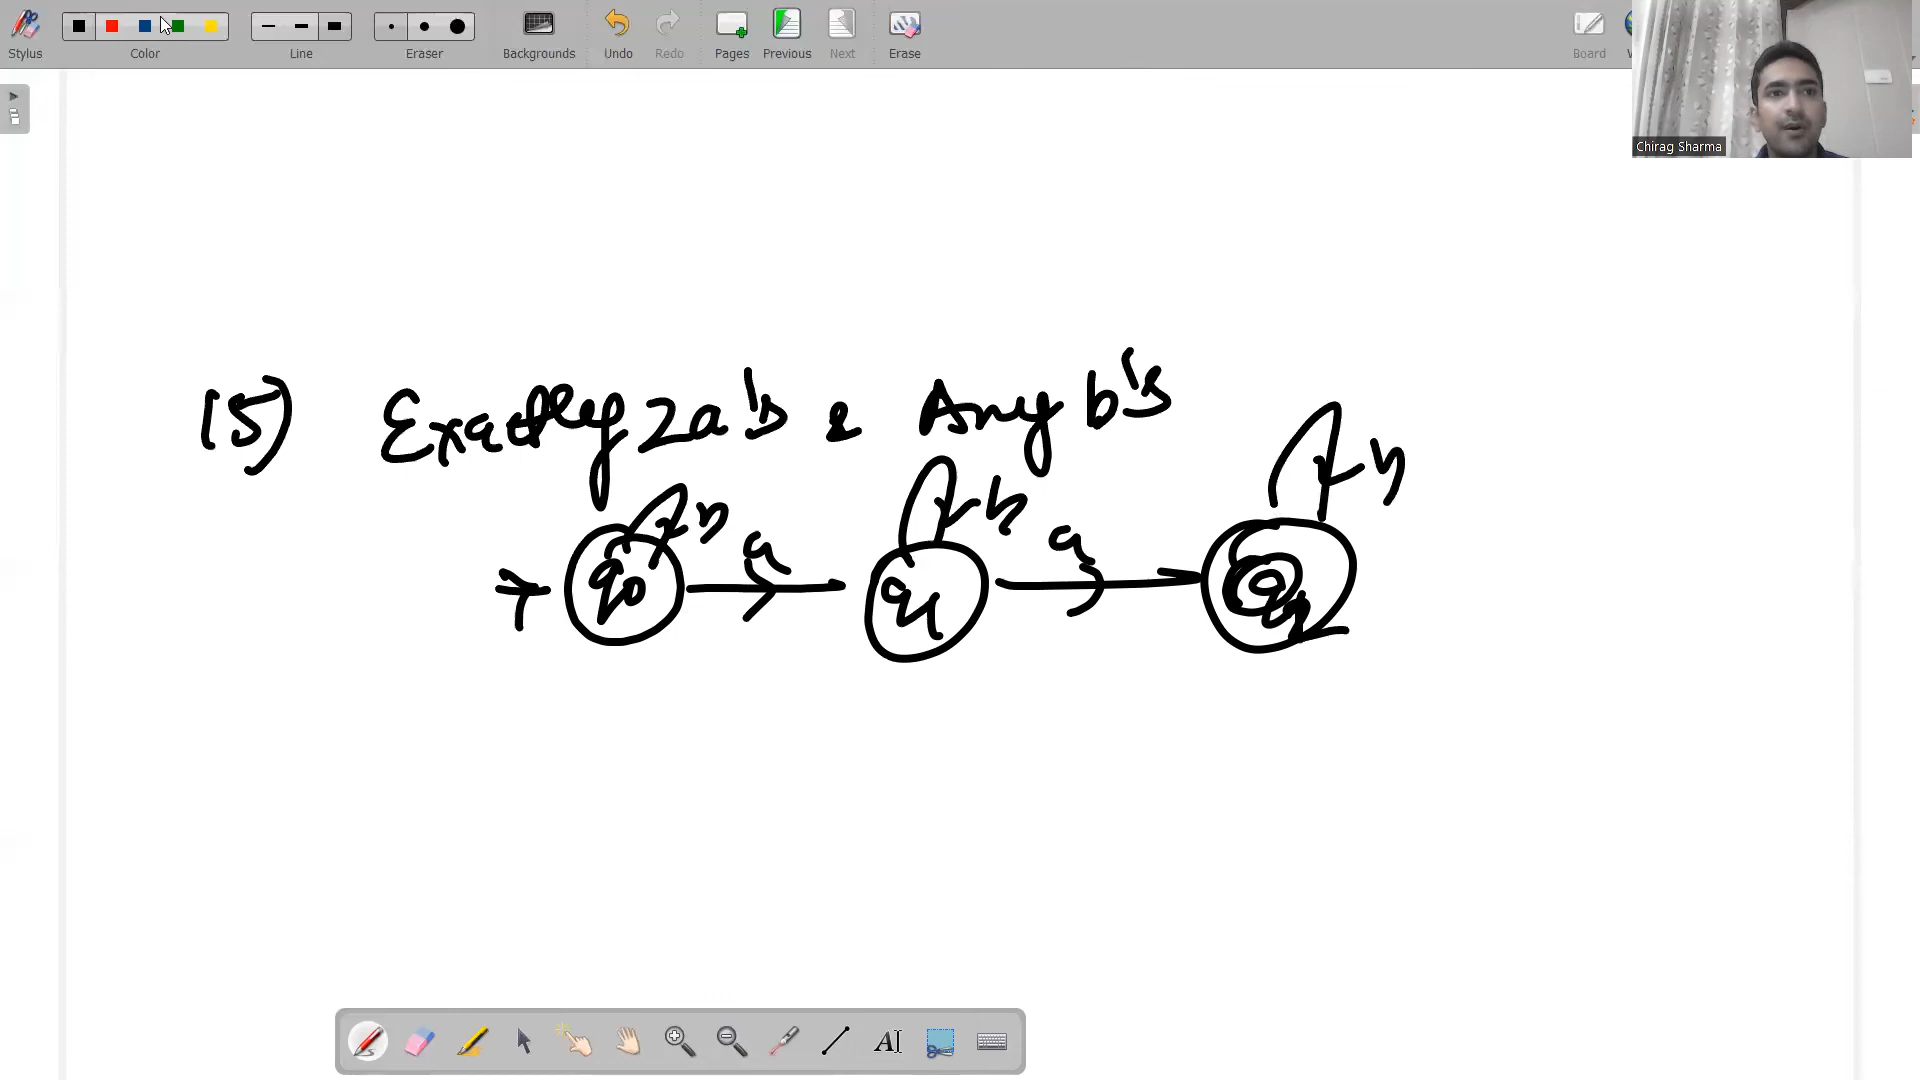 Stylus Color Line Eraser Backgrounds Undo Redo Pages Previous Next Erase Board
Chirag Sharma
(5) Exactly 2a's & Any b's
b b b
a a
q0 q1 q2
AI